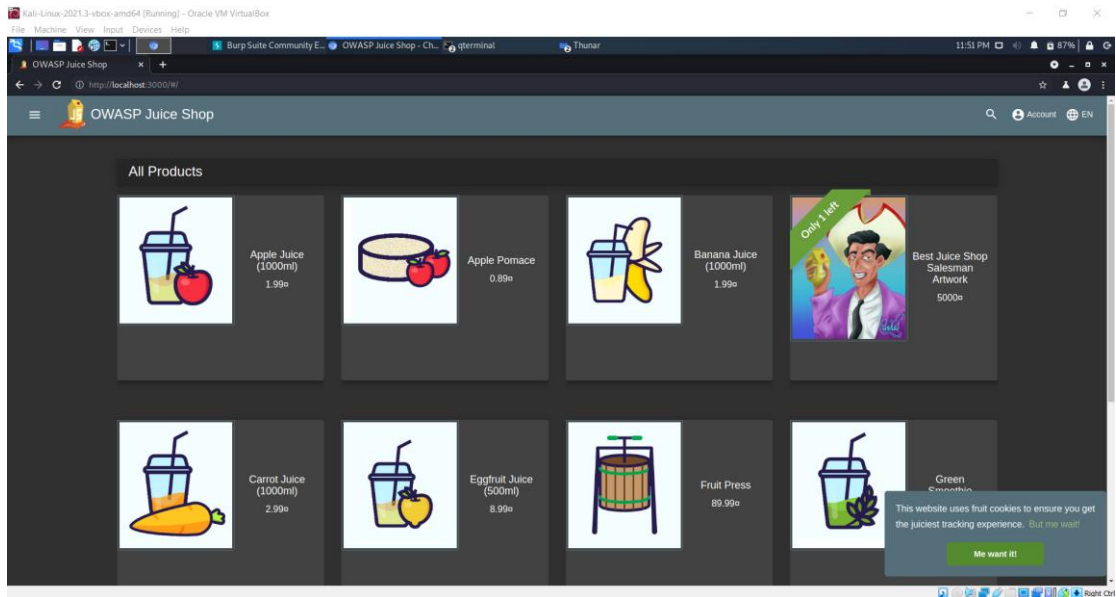 Kali-Linux-2021.3-vbox-amd64 [Running] - Oracle VM VirtualBox
File Machine View Input Devices Help
Burp Suite Community E... OWASP Juice Shop - Ch... qterminal Thunar 11:51 PM 87%
OWASP Juice Shop
http://localhost:3000/#/
OWASP Juice Shop Account EN
All Products
Apple Juice
(1000ml)
1.99¤
Apple Pomace
0.89¤
Banana Juice
(1000ml)
1.99¤
Only 1 left
Best Juice Shop
Salesman
Artwork
5000¤
Carrot Juice
(1000ml)
2.99¤
Eggfruit Juice
(500ml)
8.99¤
Fruit Press
89.99¤
Green
Smoothie
This website uses fruit cookies to ensure you get
the juiciest tracking experience. But me wait!
Me want it!
Right Ctrl